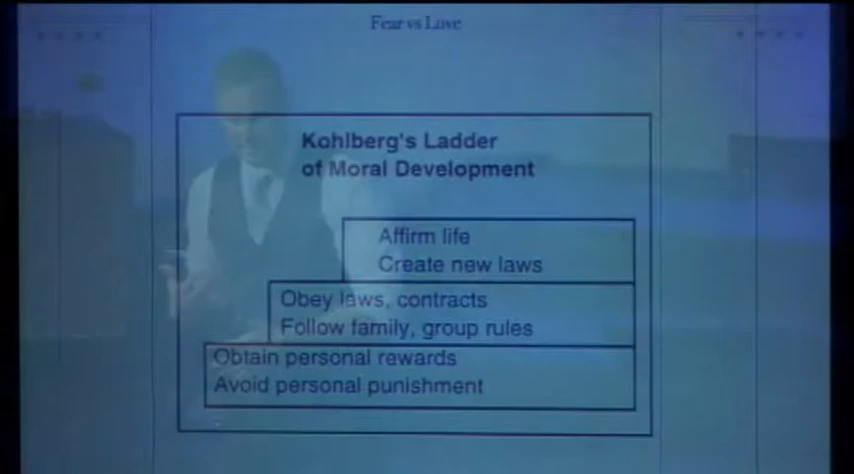 Fear vs Love
Kohlberg's Ladder
of Moral Development
Affirm life
Create new laws
Obey laws, contracts
Follow family, group rules
Obtain personal rewards
Avoid personal punishment